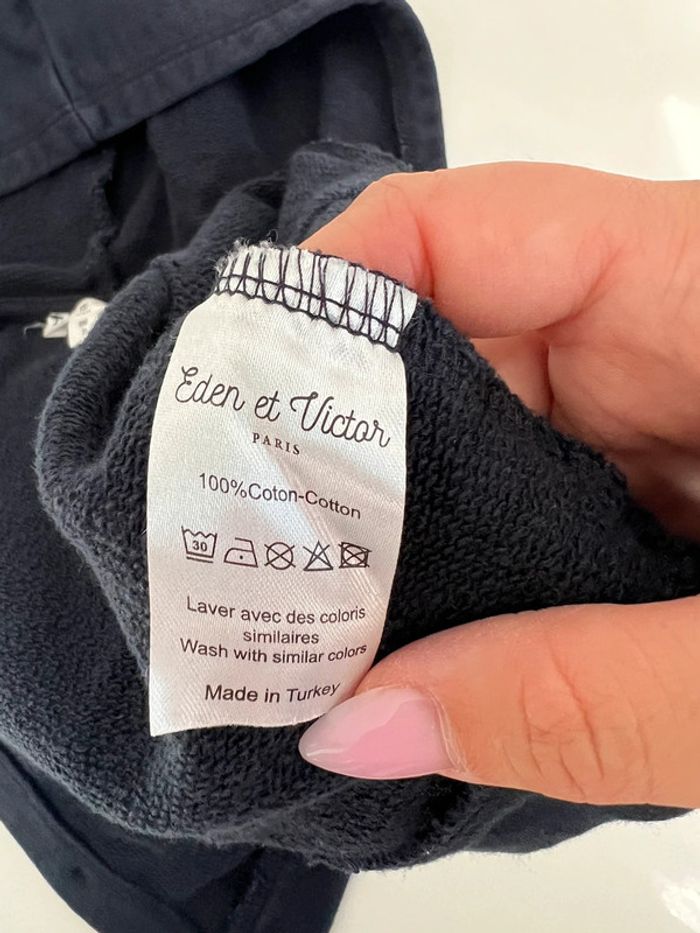 Eden et Victor
PARIS
100%Coton-Cotton
30
Laver avec des coloris
similaires
Wash with similar colors
Made in Turkey